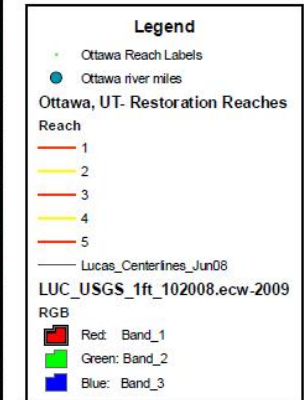 Legend
Ottawa Reach Labels
Ottawa river miles
Ottawa, UT- Restoration Reaches
Reach
1
2
3
4
5
Lucas_Centerlines_Jun08
LUC_USGS_1ft_102008.ecw-2009
RGB
Red: Band_1
Green: Band_2
Blue: Band_3